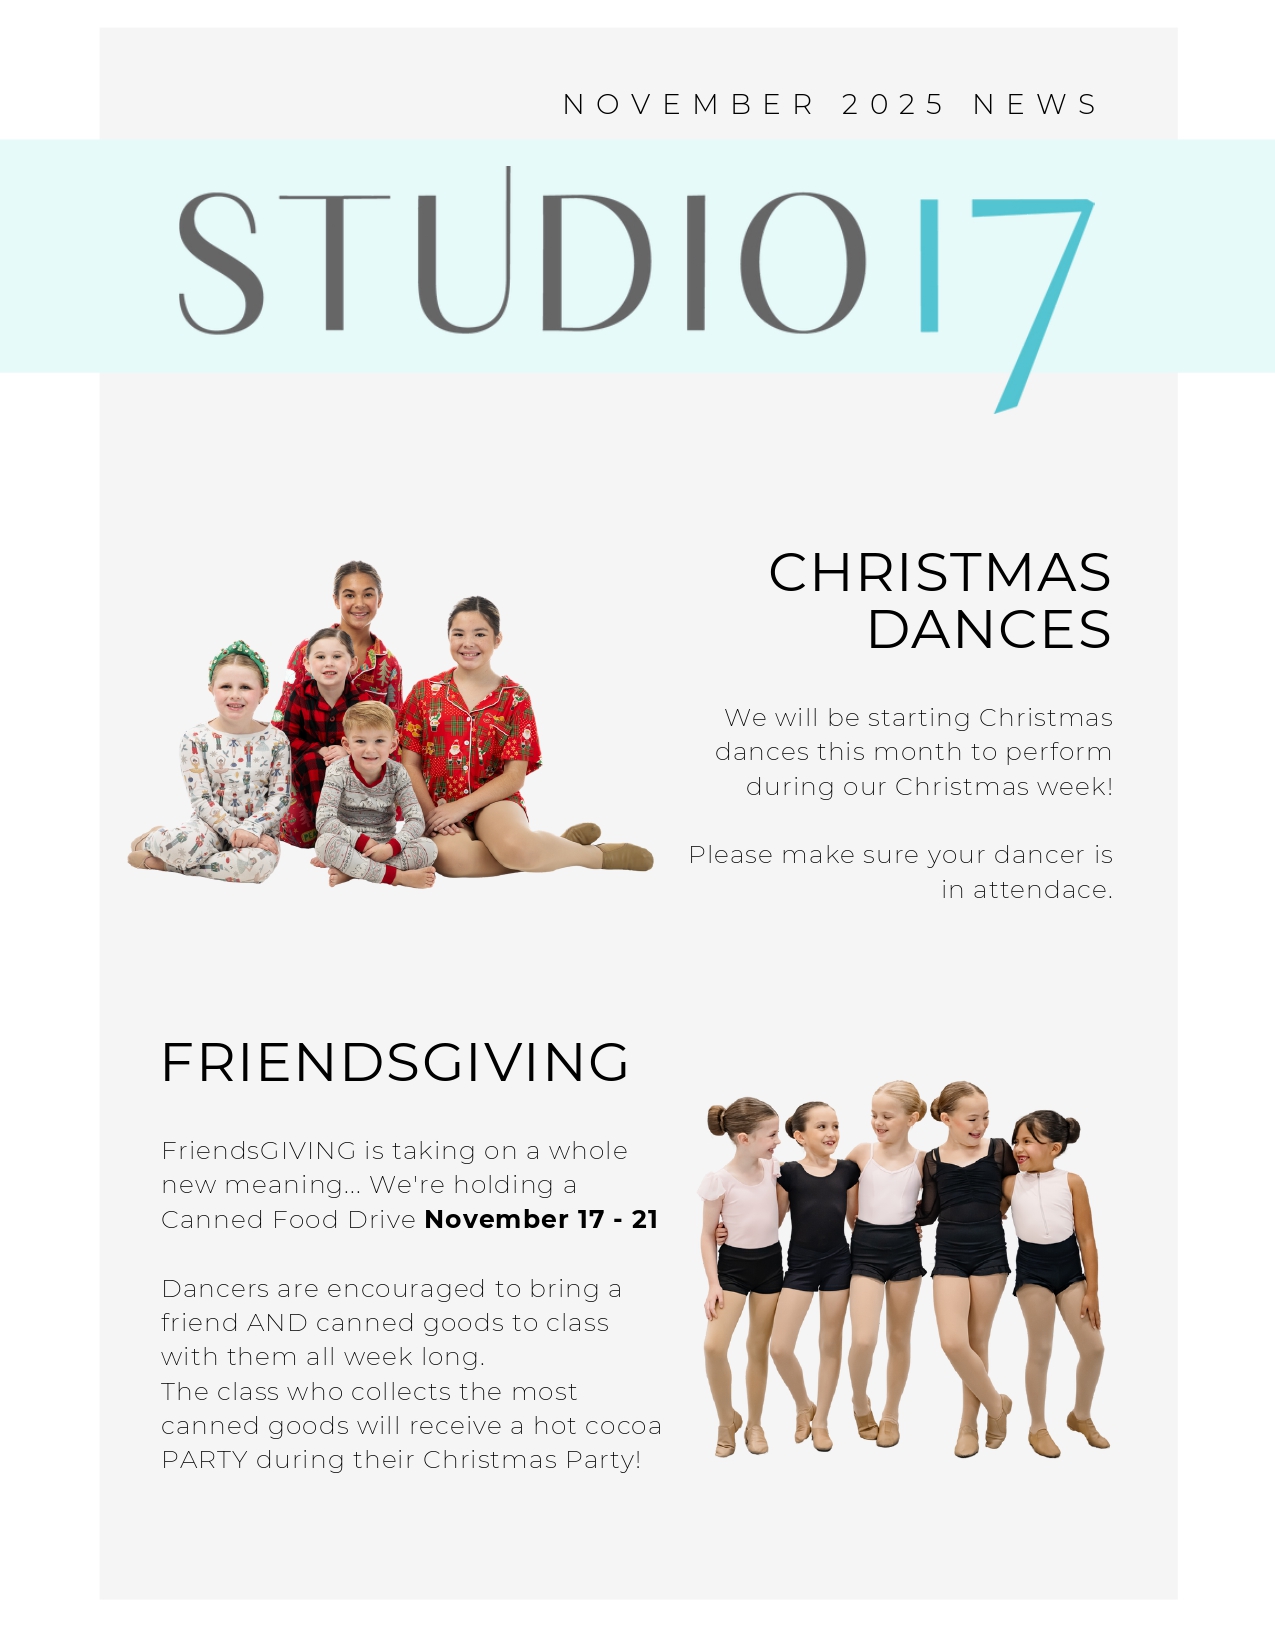 NOVEMBER 2025 NEWS
STUDIO 17
CHRISTMAS
DANCES
We will be starting Christmas
dances this month to perform
during our Christmas week!
Please make sure your dancer is
in attendace.
FRIENDSGIVING
FriendsGIVING is taking on a whole
new meaning... We're holding a
Canned Food Drive November 17 - 21
Dancers are encouraged to bring a
friend AND canned goods to class
with them all week long.
The class who collects the most
canned goods will receive a hot cocoa
PARTY during their Christmas Party!